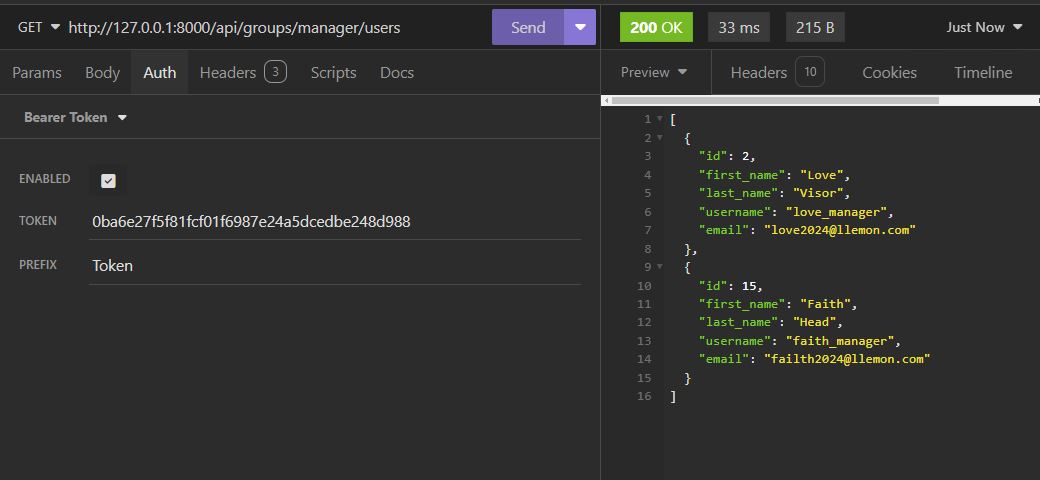 GET http://127.0.0.1:8000/api/groups/manager/users Send
200 OK 33 ms 215 B Just Now
Params Body Auth Headers 3 Scripts Docs
Preview Headers 10 Cookies Timeline
Bearer Token
ENABLED
TOKEN 0ba6e27f5f81fcf01f6987e24a5dcedbe248d988
PREFIX Token
1 [
2 {
3 "id": 2,
4 "first_name": "Love",
5 "last_name": "Visor",
6 "username": "love_manager",
7 "email": "love2024@llemon.com"
8 },
9 {
10 "id": 15,
11 "first_name": "Faith",
12 "last_name": "Head",
13 "username": "faith_manager",
14 "email": "failth2024@llemon.com"
15 }
16 ]